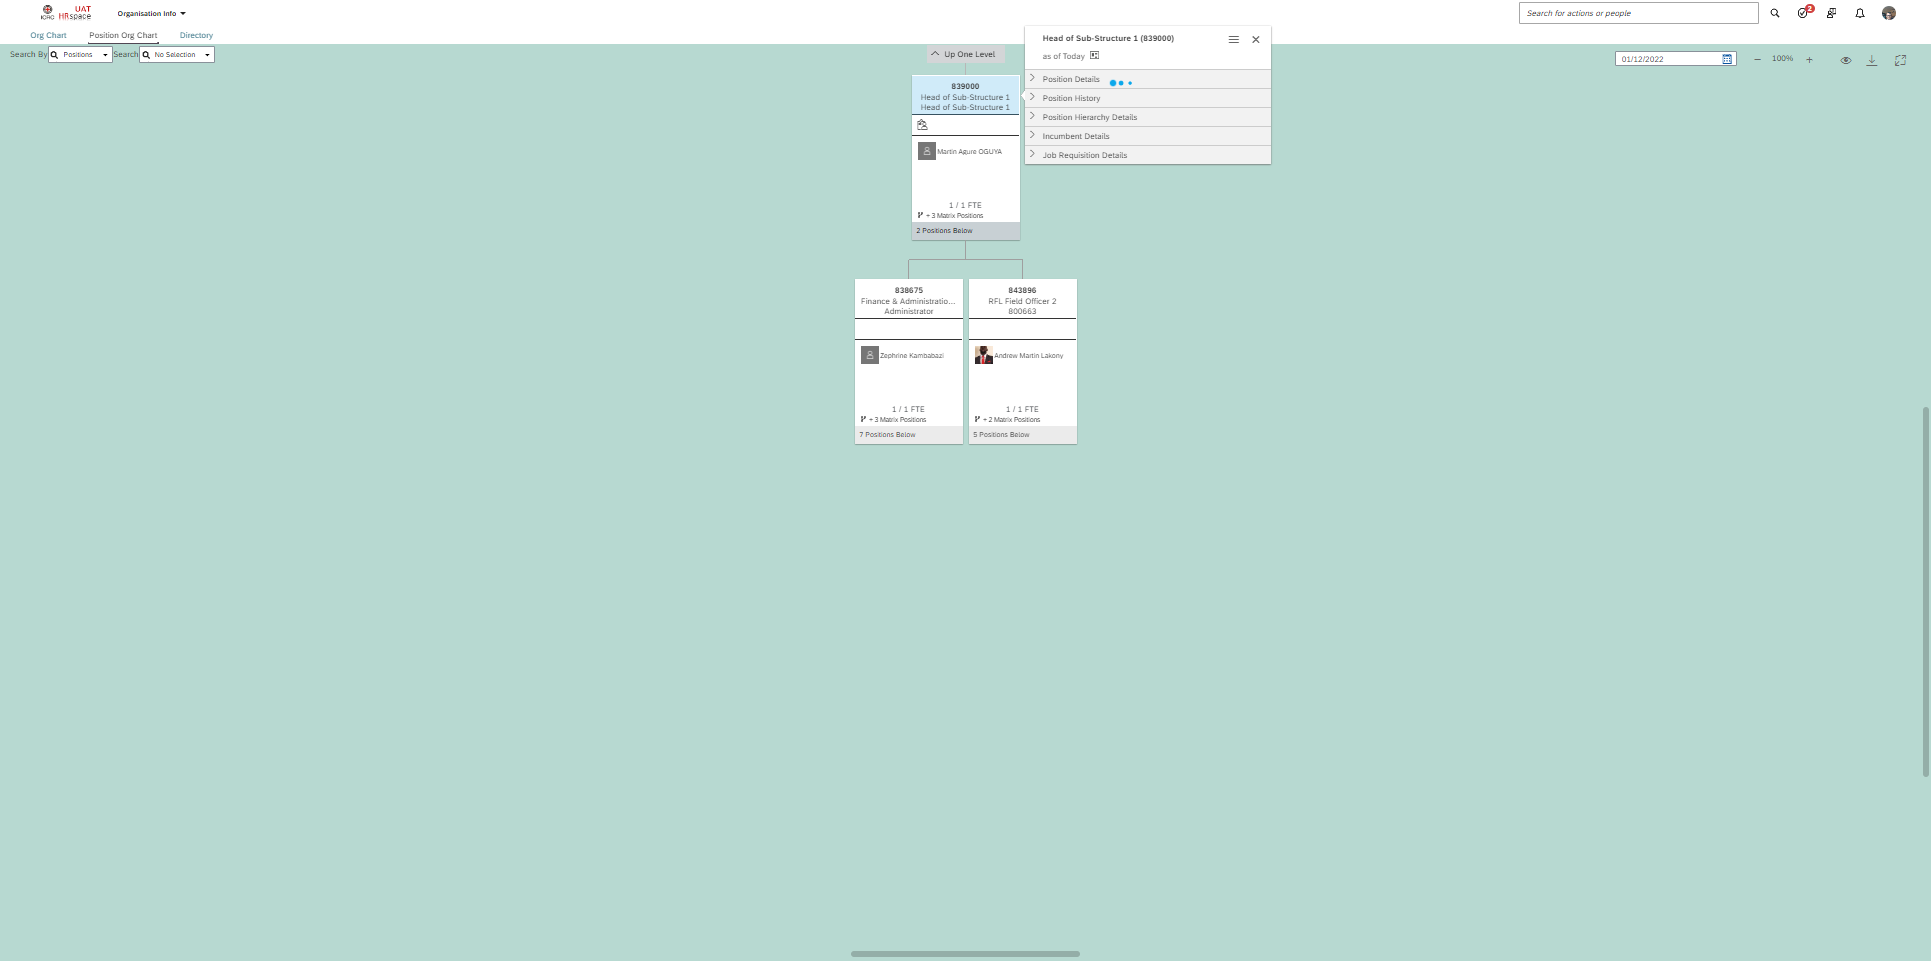 ICRC
UAT
HRspace
Organisation Info
Search for actions or people
2
Org Chart
Position Org Chart
Directory
Search By
Positions
Search
No Selection
Up One Level
01/12/2022
100%
839000
Head of Sub-Structure 1
Head of Sub-Structure 1
Martin Agure OGUYA
1 / 1 FTE
+ 3 Matrix Positions
2 Positions Below
Head of Sub-Structure 1 (839000)
as of Today
Position Details
Position History
Position Hierarchy Details
Incumbent Details
Job Requisition Details
838675
Finance & Administratio...
Administrator
Zephrine Kambabazi
1 / 1 FTE
+ 3 Matrix Positions
7 Positions Below
843896
RFL Field Officer 2
800663
Andrew Martin Lakony
1 / 1 FTE
+ 2 Matrix Positions
5 Positions Below